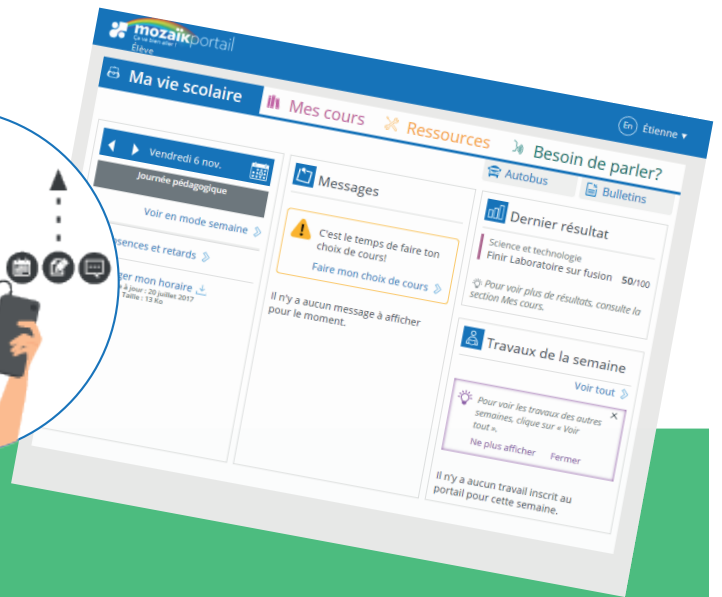 mozaïkportail
Ça va bien aller !
Élève
En Étienne
Ma vie scolaire
Mes cours
Ressources
Besoin de parler?
Autobus
Bulletins
Vendredi 6 nov.
Journée pédagogique
Voir en mode semaine
et retards
mon horaire
à jour : 20 juillet 2017
Taille : 13 Ko
Messages
C'est le temps de faire ton
choix de cours!
Faire mon choix de cours
Il n'y a aucun message à afficher
pour le moment.
Dernier résultat
Science et technologie
Finir Laboratoire sur fusion 50/100
Pour voir plus de résultats, consulte la
section Mes cours.
Travaux de la semaine
Voir tout
Pour voir les travaux des autres
semaines, clique sur « Voir
tout ».
Ne plus afficher Fermer
Il n'y a aucun travail inscrit au
portail pour cette semaine.